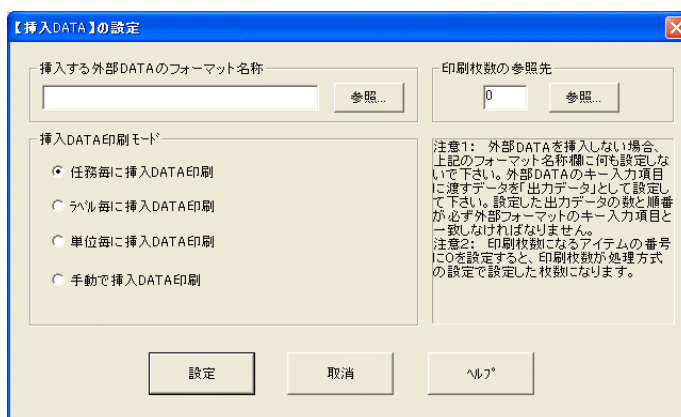 【挿入DATA】の設定
挿入する外部DATAのフォーマット名称
参照...
印刷枚数の参照先
0
参照...
挿入DATA印刷ﾓｰﾄﾞ
任務毎に挿入DATA印刷
ﾗﾍﾞﾙ毎に挿入DATA印刷
単位毎に挿入DATA印刷
手動で挿入DATA印刷
注意1: 外部DATAを挿入しない場合、
上記のフォーマット名称欄に何も設定しな
いで下さい。外部DATAのキー入力項目
に渡すデータを「出力データ」として設定し
て下さい。設定した出力データの数と順番
が必ず外部フォーマットのキー入力項目と
一致しなければなりません。
注意2: 印刷枚数になるアイテムの番号
に0を設定すると、印刷枚数が処理方式
の設定で設定した枚数になります。
設定
取消
ﾍﾙﾌﾟ